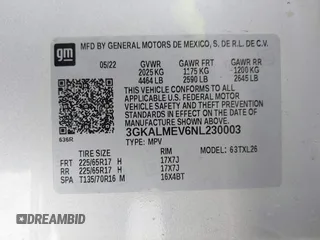 gm
MFD BY GENERAL MOTORS DE MEXICO, S. DE R.L. DE C.V.
05/22 GVWR GAWR FRT GAWR RR
2025 KG 1175 KG 1200 KG
4464 LB 2590 LB 2645 LB
THIS VEHICLE CONFORMS TO ALL APPLICABLE U.S. FEDERAL MOTOR VEHICLE SAFETY, BUMPER, AND THEFT PREVENTION STANDARDS IN EFFECT ON THE DATE OF MANUFACTURE SHOWN ABOVE.
636R
3GKALMEV6NL230003
TYPE: MPV MODEL: 63TXL26
TIRE SIZE RIM
FRT 225/65R17 H 17X7J
RR 225/65R17 H 17X7J
SPA T135/70R16 M 16X4BT
DREAMBID